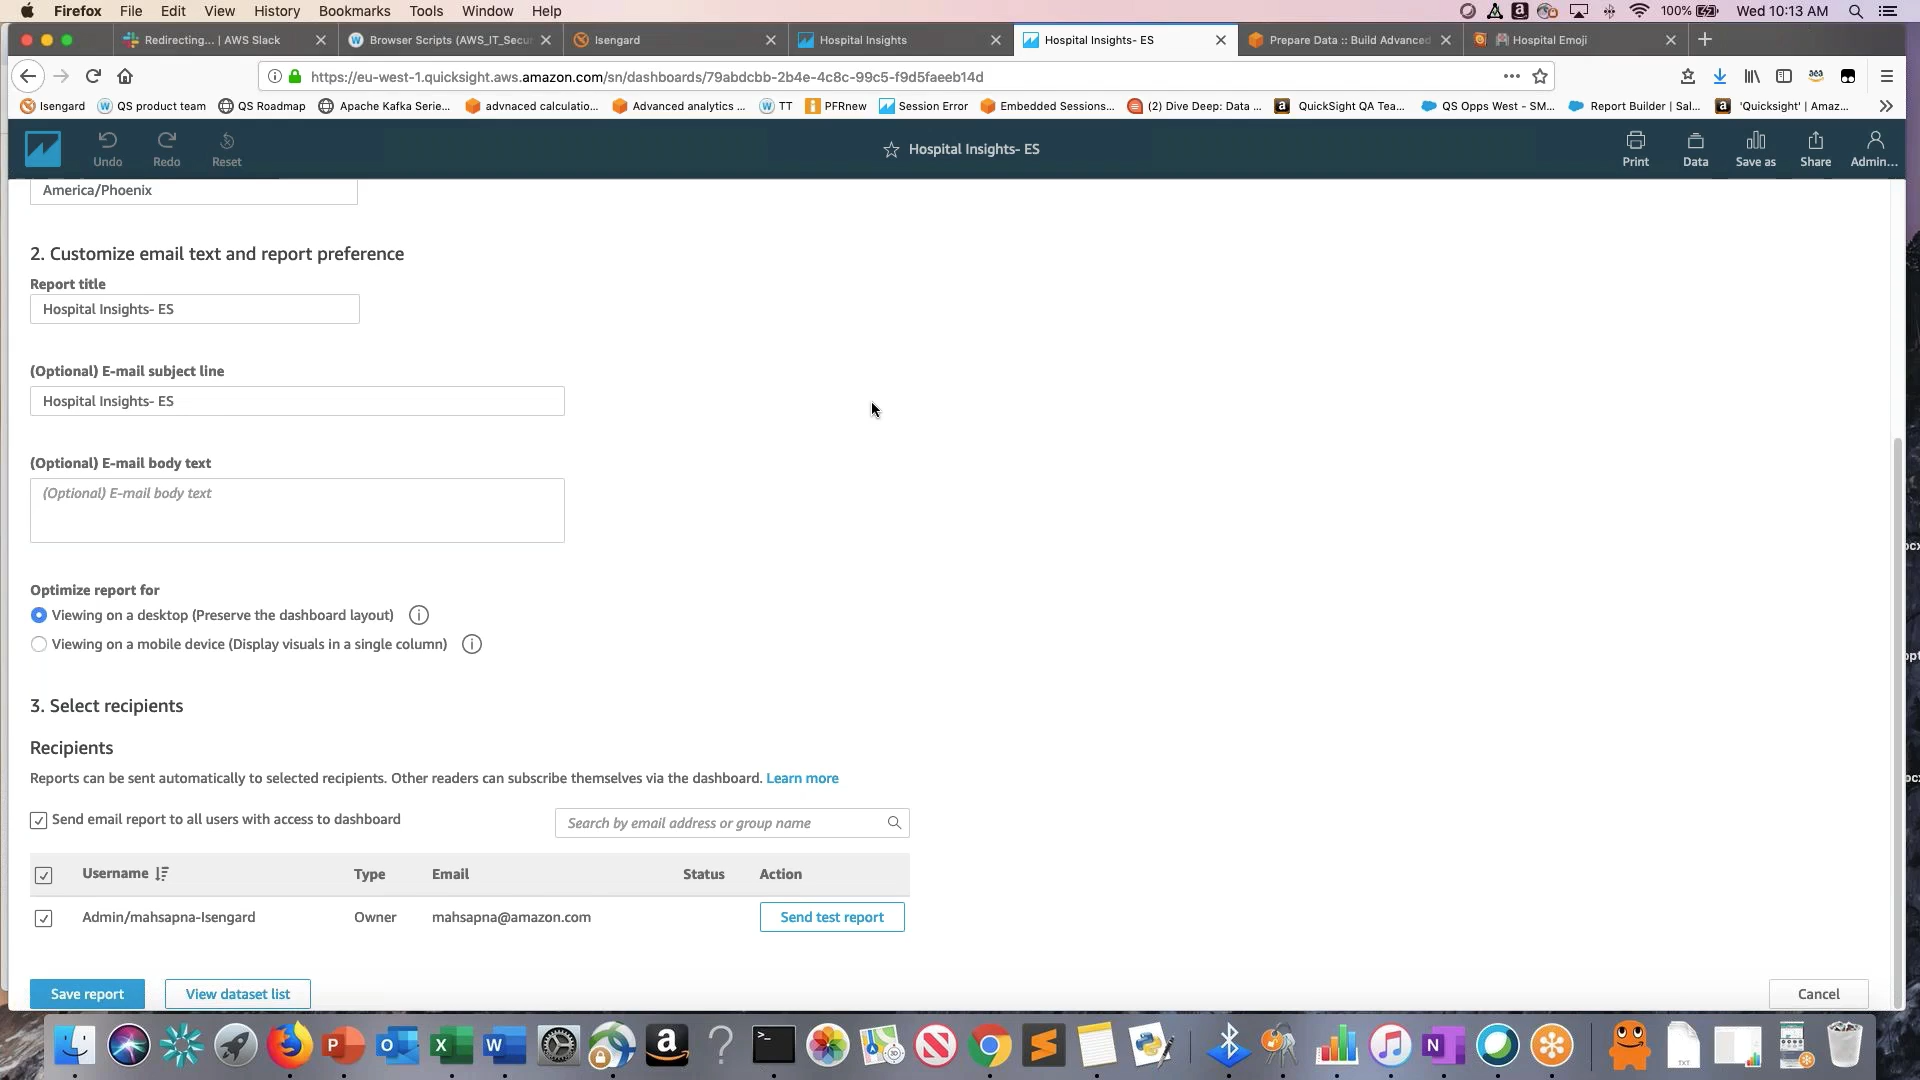 Firefox File Edit View History Bookmarks Tools Window Help 100% Wed 10:13 AM
Redirecting... | AWS Slack
Browser Scripts (AWS_IT_Secu
Isengard
Hospital Insights
Hospital Insights- ES
Prepare Data :: Build Advanced
Hospital Emoji
https://eu-west-1.quicksight.aws.amazon.com/sn/dashboards/79abdcbb-2b4e-4c8c-99c5-f9d5faeeb14d
Isengard QS product team QS Roadmap Apache Kafka Serie... advnaced calculatio... Advanced analytics ... TT PFRnew Session Error Embedded Sessions... (2) Dive Deep: Data ... QuickSight QA Tea... QS Opps West - SM... Report Builder | Sal... 'Quicksight' | Amaz...
Undo Redo Reset
Hospital Insights- ES
Print Data Save as Share Admin...
America/Phoenix
2. Customize email text and report preference
Report title
Hospital Insights- ES
(Optional) E-mail subject line
Hospital Insights- ES
(Optional) E-mail body text
(Optional) E-mail body text
Optimize report for
Viewing on a desktop (Preserve the dashboard layout)
Viewing on a mobile device (Display visuals in a single column)
3. Select recipients
Recipients
Reports can be sent automatically to selected recipients. Other readers can subscribe themselves via the dashboard. Learn more
Send email report to all users with access to dashboard
Search by email address or group name
Username Type Email Status Action
Admin/mahsapna-Isengard Owner mahsapna@amazon.com Send test report
Save report View dataset list Cancel